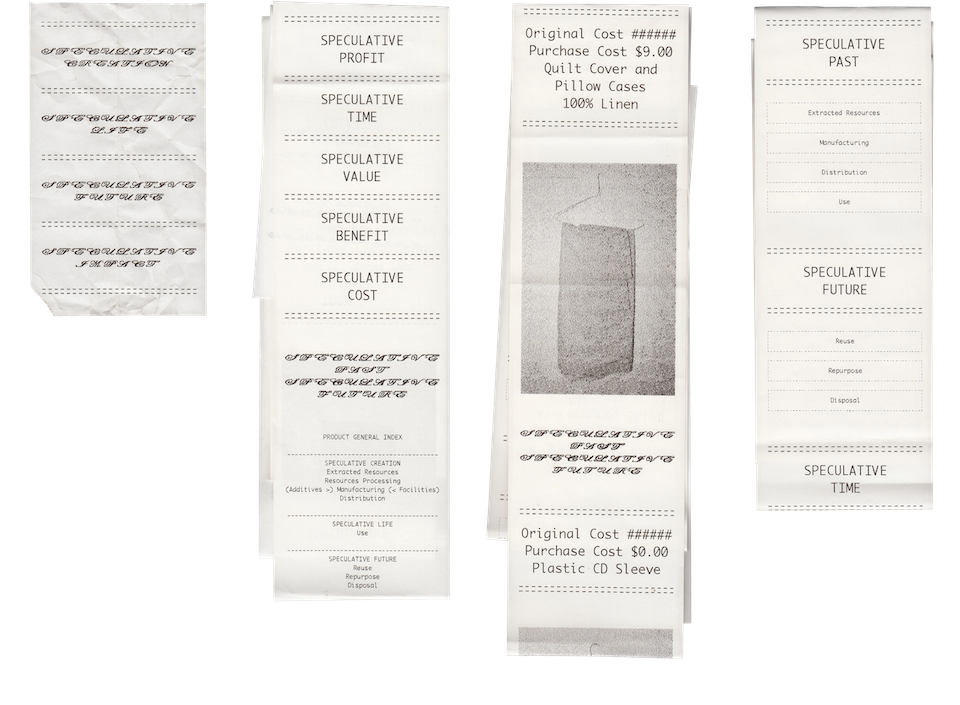 SPECULATIVE
CREATION
SPECULATIVE
LIFE
SPECULATIVE
FUTURE
SPECULATIVE
IMPACT
SPECULATIVE
PROFIT
SPECULATIVE
TIME
SPECULATIVE
VALUE
SPECULATIVE
BENEFIT
SPECULATIVE
COST
SPECULATIVE
PAST
SPECULATIVE
FUTURE
PRODUCT GENERAL INDEX
SPECULATIVE CREATION
Extracted Resources
Resources Processing
(Additives >) Manufacturing (< Facilities)
Distribution
SPECULATIVE LIFE
Use
SPECULATIVE FUTURE
Reuse
Repurpose
Disposal
Original Cost ######
Purchase Cost $9.00
Quilt Cover and
Pillow Cases
100% Linen
SPECULATIVE
PAST
SPECULATIVE
FUTURE
Original Cost ######
Purchase Cost $0.00
Plastic CD Sleeve
SPECULATIVE
PAST
Extracted Resources
Manufacturing
Distribution
Use
SPECULATIVE
FUTURE
Reuse
Repurpose
Disposal
SPECULATIVE
TIME